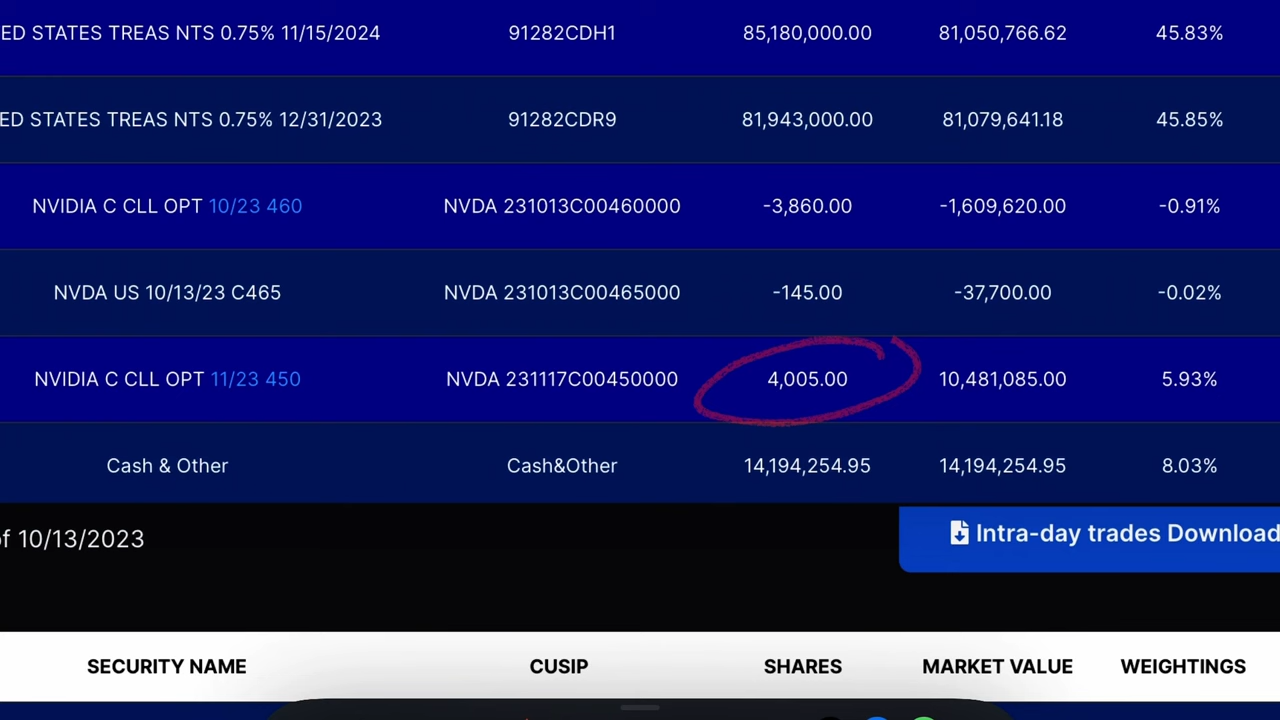 ED STATES TREAS NTS 0.75% 11/15/2024 91282CDH1 85,180,000.00 81,050,766.62 45.83%
ED STATES TREAS NTS 0.75% 12/31/2023 91282CDR9 81,943,000.00 81,079,641.18 45.85%
NVIDIA C CLL OPT 10/23 460 NVDA 231013C00460000 -3,860.00 -1,609,620.00 -0.91%
NVDA US 10/13/23 C465 NVDA 231013C00465000 -145.00 -37,700.00 -0.02%
NVIDIA C CLL OPT 11/23 450 NVDA 231117C00450000 4,005.00 10,481,085.00 5.93%
Cash & Other Cash&Other 14,194,254.95 14,194,254.95 8.03%
f 10/13/2023 Intra-day trades Download
SECURITY NAME CUSIP SHARES MARKET VALUE WEIGHTINGS